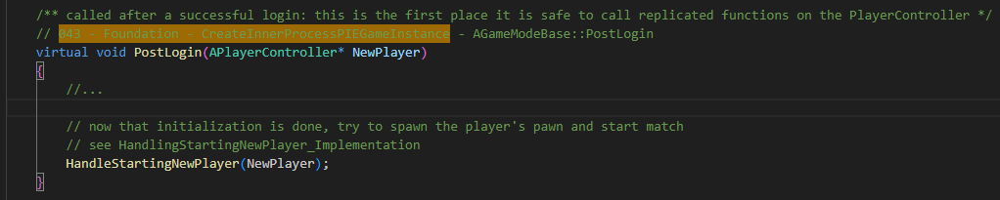 /** called after a successful login: this is the first place it is safe to call replicated functions on the PlayerController */
// 043 - Foundation - CreateInnerProcessPIEGameInstance - AGameModeBase::PostLogin
virtual void PostLogin(APlayerController* NewPlayer)
{
//...
// now that initialization is done, try to spawn the player's pawn and start match
// see HandlingStartingNewPlayer_Implementation
HandleStartingNewPlayer(NewPlayer);
}